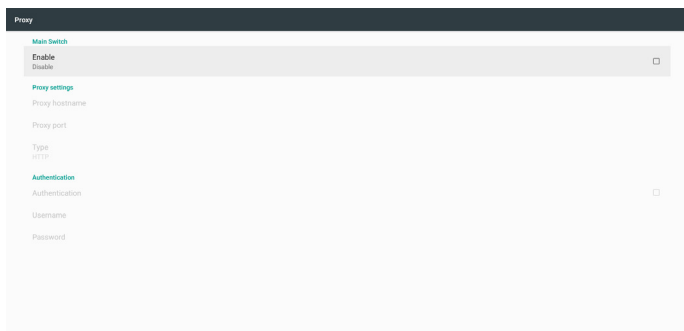 Proxy
Main Switch
Enable
Disable
Proxy settings
Proxy hostname
Proxy port
Type
HTTP
Authentication
Authentication
Username
Password